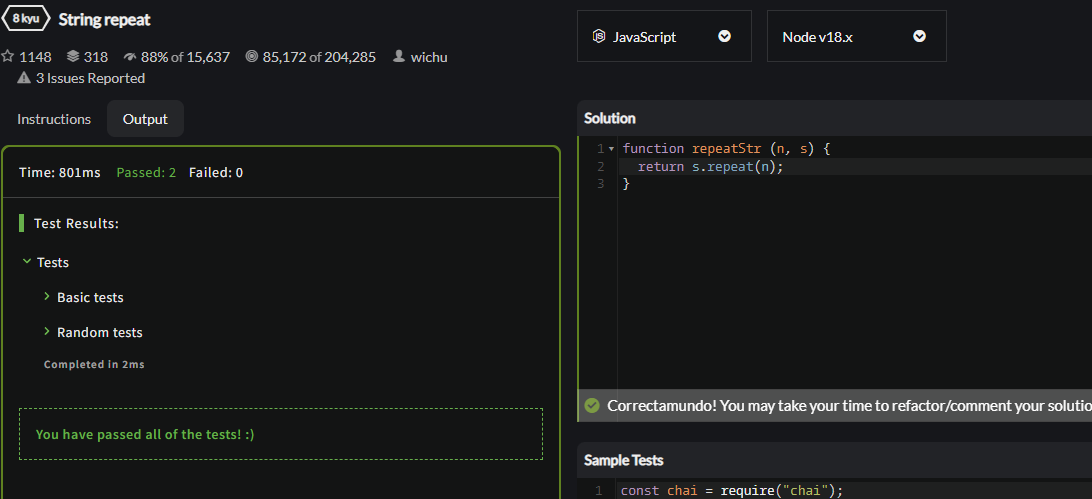 8 kyu String repeat
1148 318 88% of 15,637 85,172 of 204,285 wichu
3 Issues Reported
Instructions Output
Time: 801ms Passed: 2 Failed: 0
Test Results:
Tests
Basic tests
Random tests
Completed in 2ms
You have passed all of the tests! :)
JS JavaScript Node v18.x
Solution
1 function repeatStr (n, s) {
2 return s.repeat(n);
3 }
Correctamundo! You may take your time to refactor/comment your solutio
Sample Tests
1 const chai = require("chai");